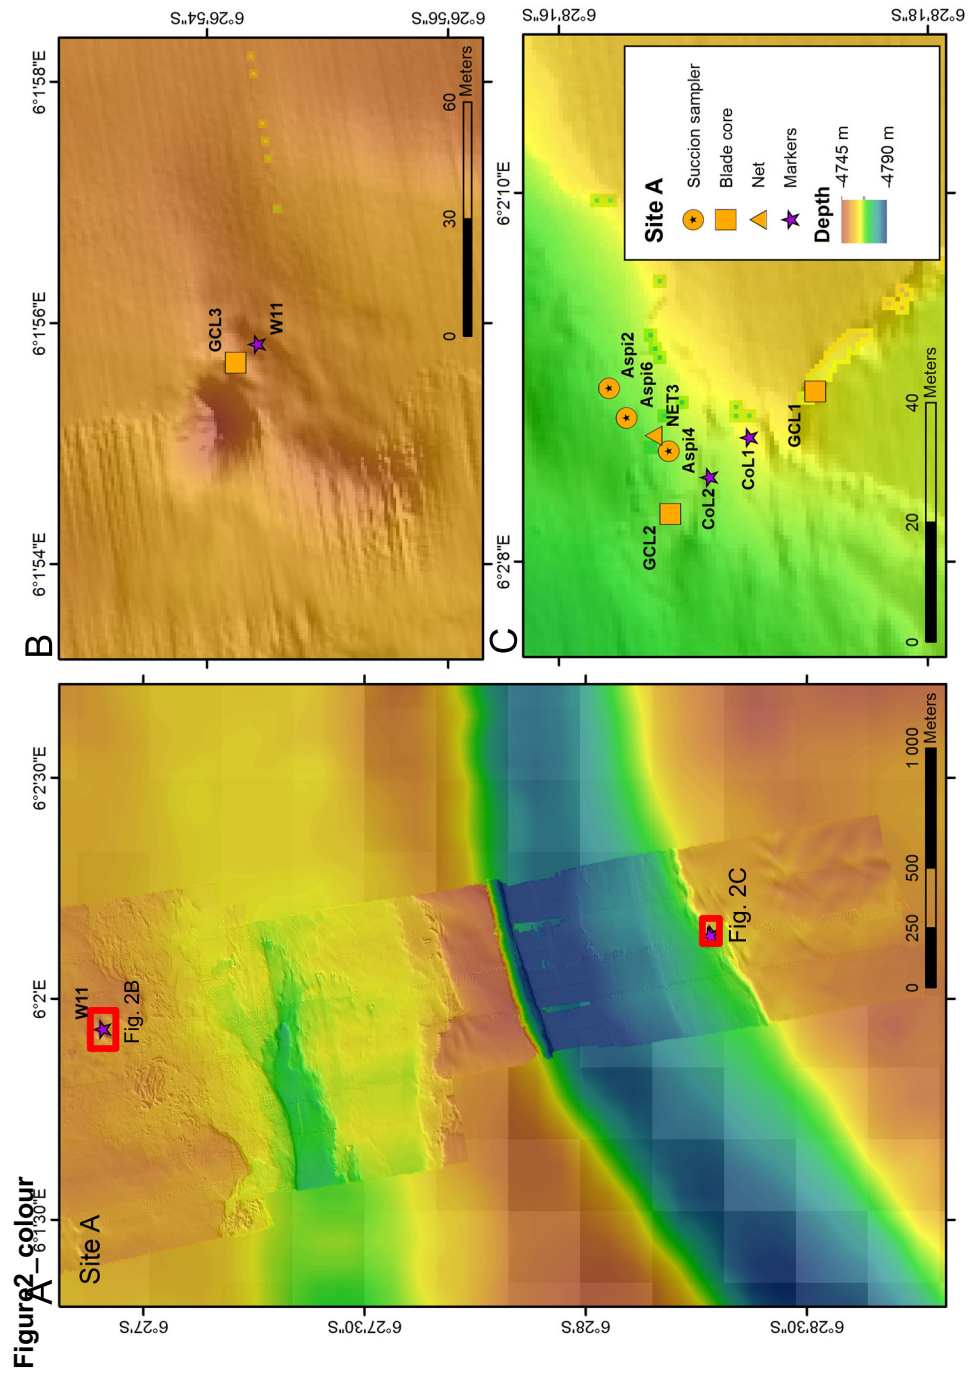 Figure2_colour
A
6°1'30"E
6°2'E
6°2'30"E
6°27'S
6°27'30"S
6°28'S
6°28'30"S
Site A
W11
Fig. 2B
Fig. 2C
0
250
500
1 000
Meters
B
6°1'54"E
6°1'56"E
6°1'58"E
6°26'54"S
6°26'56"S
GCL3
W11
0
30
60
Meters
C
6°2'8"E
6°2'10"E
6°28'16"S
6°28'18"S
Aspi2
Aspi6
NET3
Aspi4
GCL2
CoL2
CoL1
GCL1
0
20
40
Meters
Site A
Succion sampler
Blade core
Net
Markers
Depth
-4745 m
-4790 m